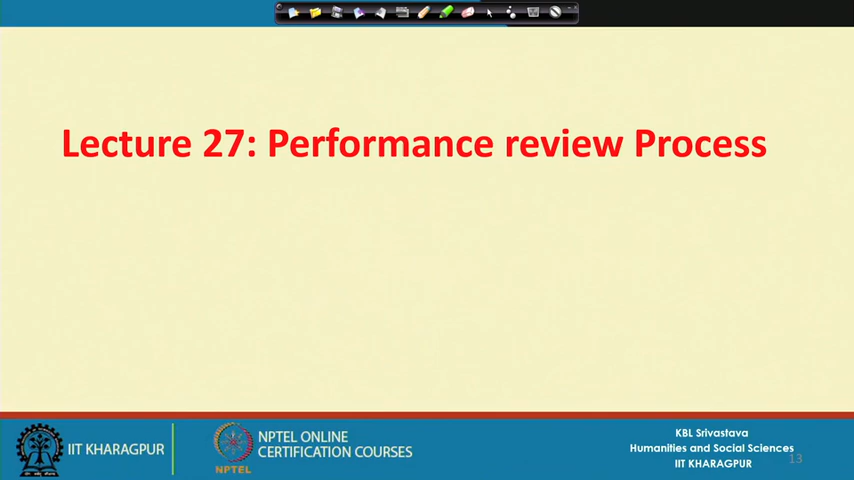 Lecture 27: Performance review Process
IIT KHARAGPUR
NPTEL
NPTEL ONLINE
CERTIFICATION COURSES
KBL Srivastava
Humanities and Social Sciences
IIT KHARAGPUR
13